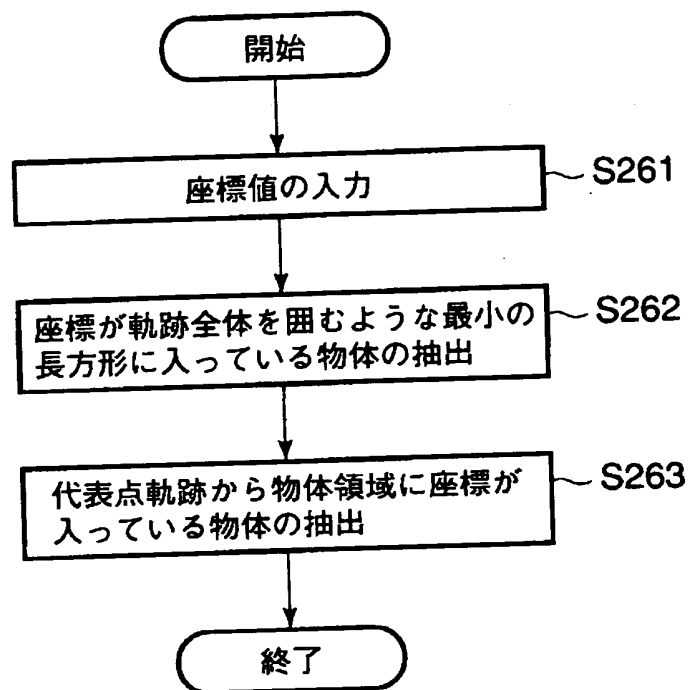 開始
座標値の入力
S261
座標が軌跡全体を囲むような最小の
長方形に入っている物体の抽出
S262
代表点軌跡から物体領域に座標が
入っている物体の抽出
S263
終了